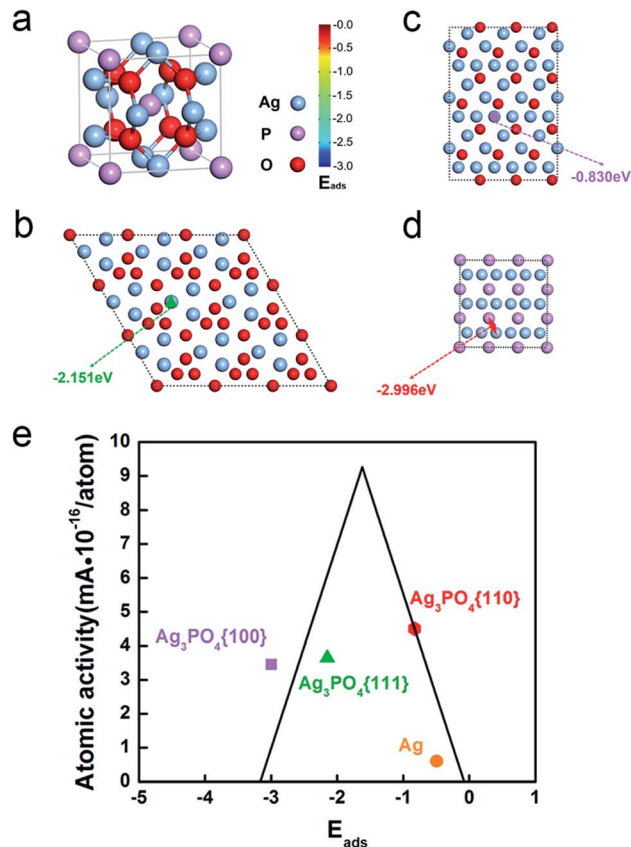 a
Ag
P
O
-0.0
-0.5
-1.0
-1.5
-2.0
-2.5
-3.0
E_ads
c
-0.830eV
b
-2.151eV
d
-2.996eV
e
Atomic activity(mA•10⁻¹⁶/atom)
10
9
8
7
6
5
4
3
2
1
0
Ag₃PO₄{100}
Ag₃PO₄{111}
Ag₃PO₄{110}
Ag
-5 -4 -3 -2 -1 0 1
E_ads